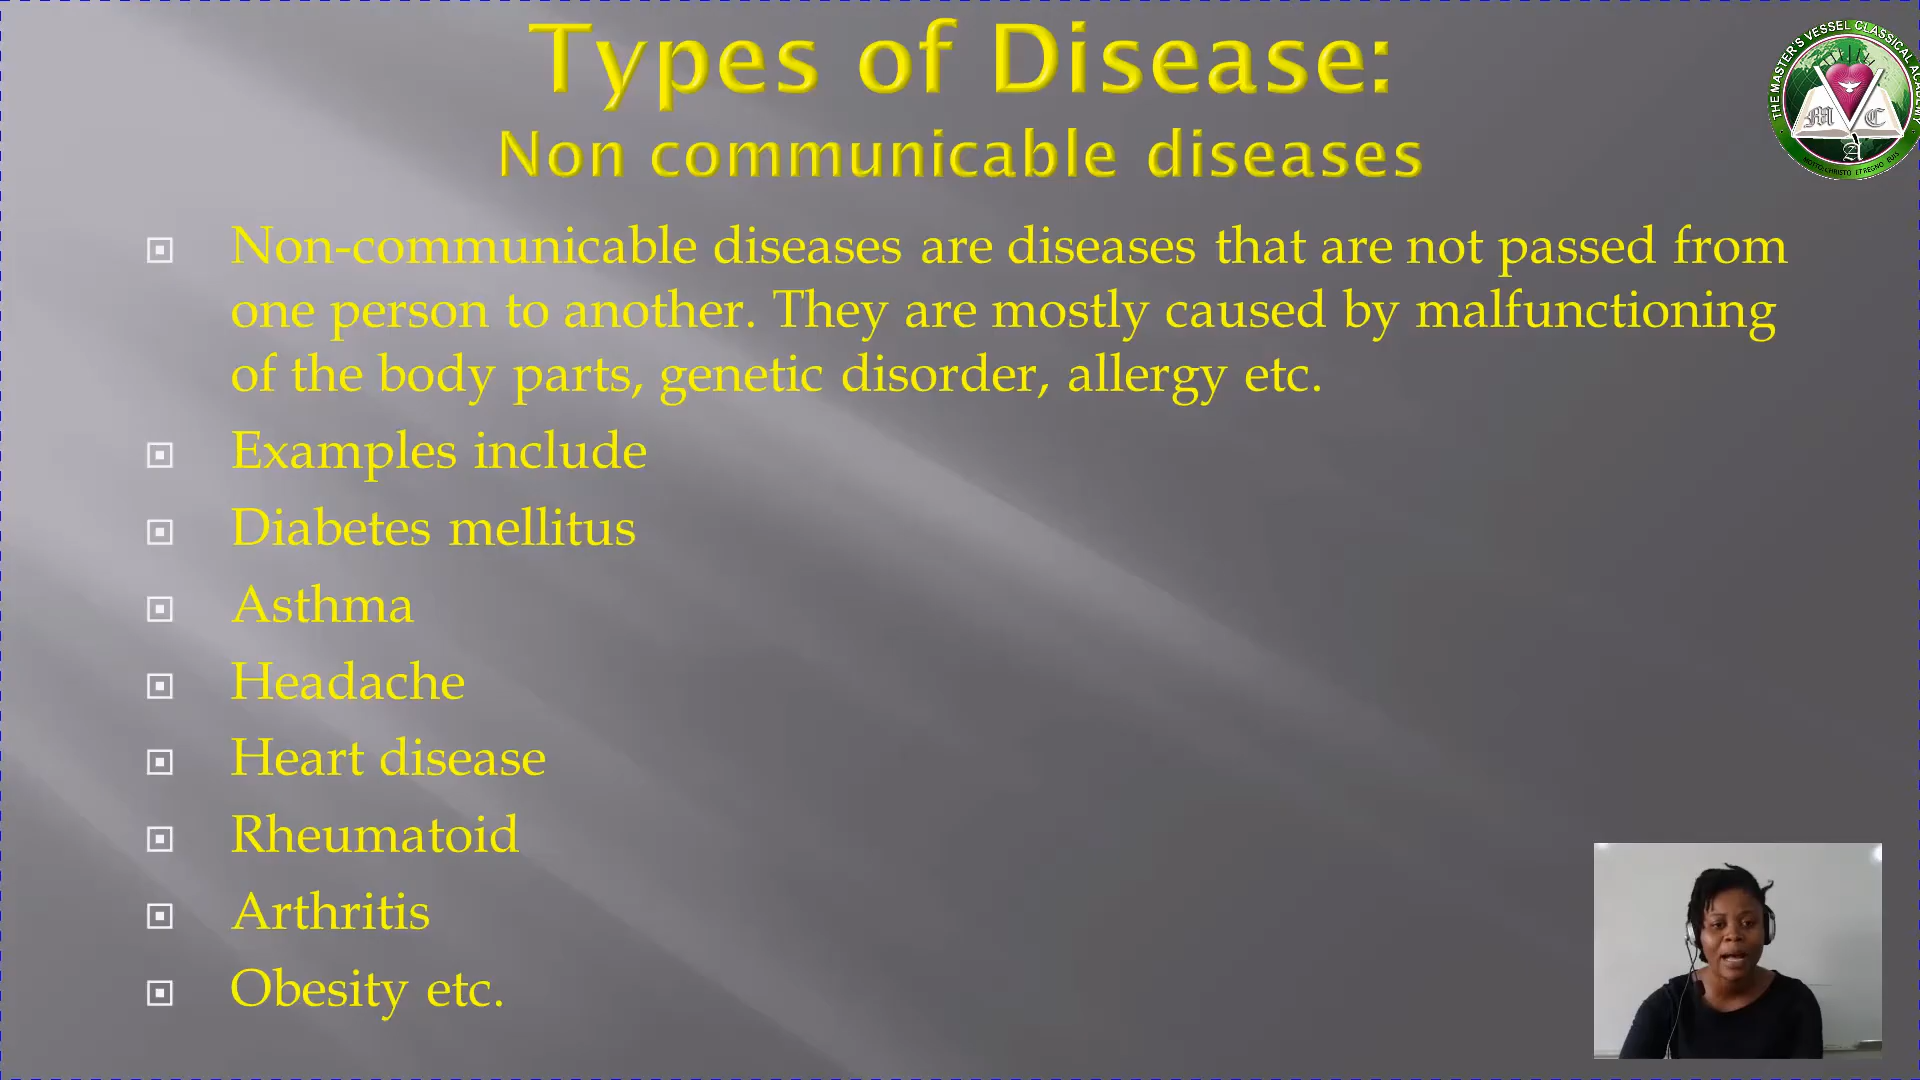 Types of Disease:
Non communicable diseases
THE MASTER'S VESSEL CLASSICAL ACADEMY
M C
A
Non-communicable diseases are diseases that are not passed from
one person to another. They are mostly caused by malfunctioning
of the body parts, genetic disorder, allergy etc.
Examples include
Diabetes mellitus
Asthma
Headache
Heart disease
Rheumatoid
Arthritis
Obesity etc.